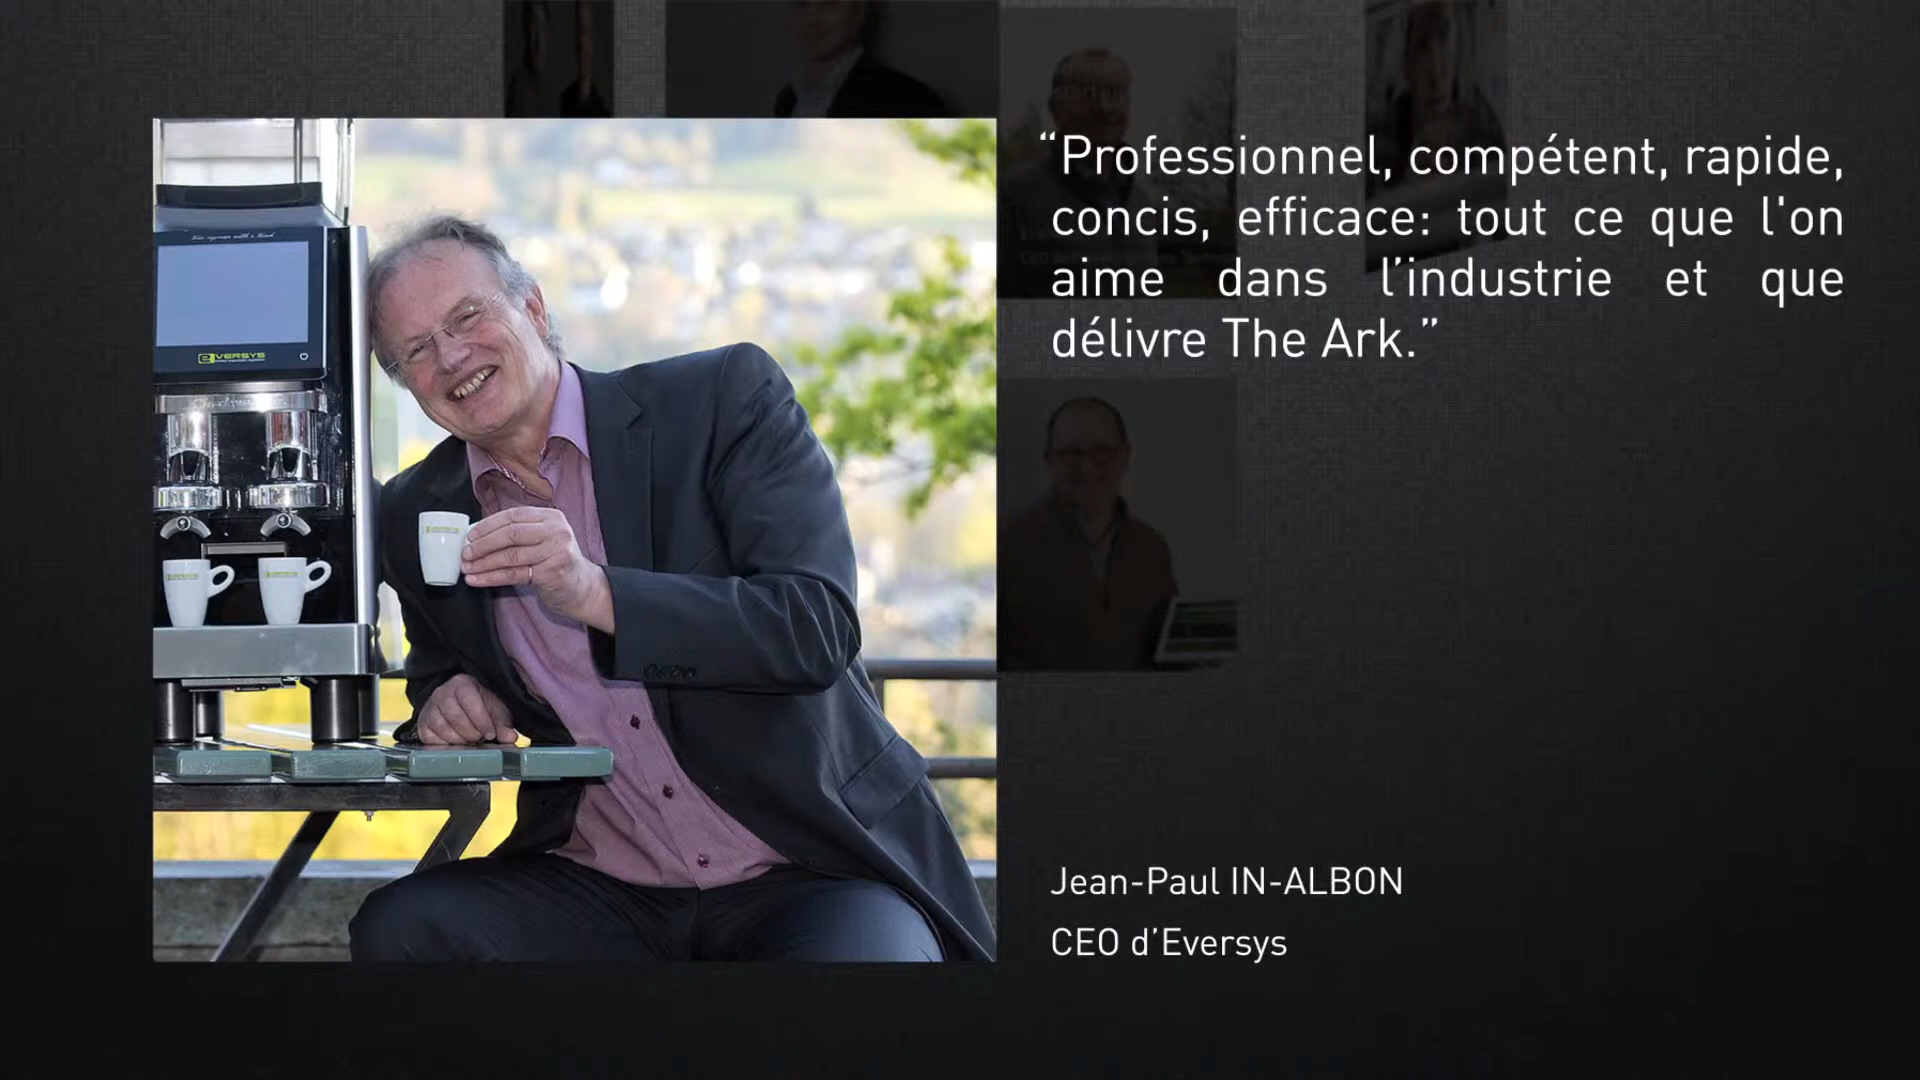 “Professionnel, compétent, rapide,
concis, efficace: tout ce que l'on
aime dans l’industrie et que
délivre The Ark.”
Jean-Paul IN-ALBON
CEO d’Eversys
eVERSYS